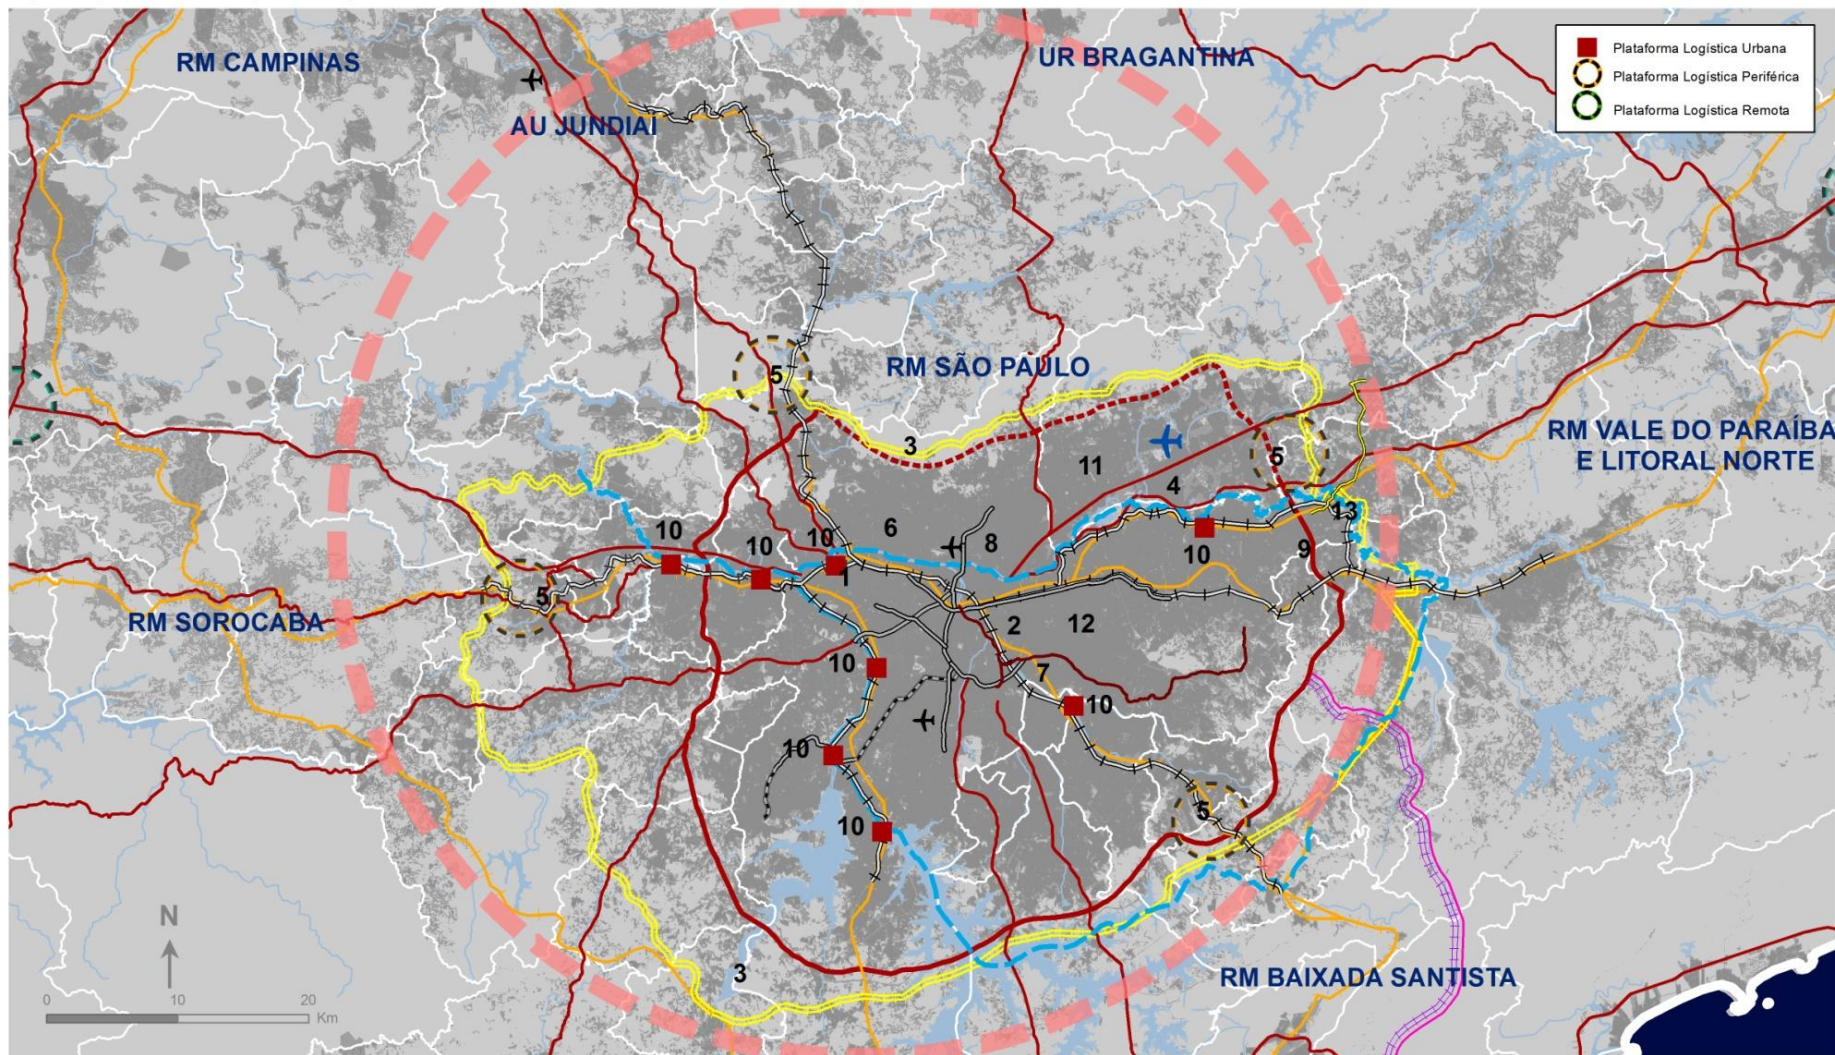 RM CAMPINAS
UR BRAGANTINA
Plataforma Logística Urbana
Plataforma Logística Periférica
Plataforma Logística Remota
AU JUNDIAI
5
RM SÃO PAULO
3
11
5
4
RM VALE DO PARAÍBA
E LITORAL NORTE
10
10
10
6
8
10
13
9
1
5
RM SOROCABA
2
12
10
7
10
10
10
5
3
RM BAIXADA SANTISTA
N
0
10
20
Km